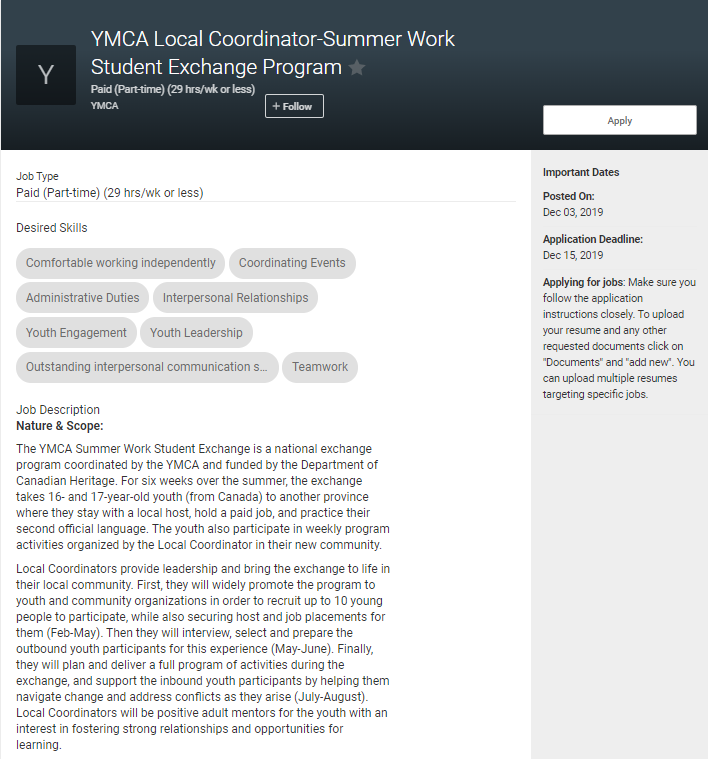 YMCA Local Coordinator-Summer Work
Student Exchange Program
Y
Paid (Part-time) (29 hrs/wk or less)
YMCA
+ Follow
Apply
Job Type
Paid (Part-time) (29 hrs/wk or less)
Desired Skills
Comfortable working independently
Coordinating Events
Administrative Duties
Interpersonal Relationships
Youth Engagement
Youth Leadership
Outstanding interpersonal communication s...
Teamwork
Job Description
Nature & Scope:
The YMCA Summer Work Student Exchange is a national exchange
program coordinated by the YMCA and funded by the Department of
Canadian Heritage. For six weeks over the summer, the exchange
takes 16- and 17-year-old youth (from Canada) to another province
where they stay with a local host, hold a paid job, and practice their
second official language. The youth also participate in weekly program
activities organized by the Local Coordinator in their new community.
Local Coordinators provide leadership and bring the exchange to life in
their local community. First, they will widely promote the program to
youth and community organizations in order to recruit up to 10 young
people to participate, while also securing host and job placements for
them (Feb-May). Then they will interview, select and prepare the
outbound youth participants for this experience (May-June). Finally,
they will plan and deliver a full program of activities during the
exchange, and support the inbound youth participants by helping them
navigate change and address conflicts as they arise (July-August).
Local Coordinators will be positive adult mentors for the youth with an
interest in fostering strong relationships and opportunities for
learning.
Important Dates
Posted On:
Dec 03, 2019
Application Deadline:
Dec 15, 2019
Applying for jobs: Make sure you
follow the application
instructions closely. To upload
your resume and any other
requested documents click on
"Documents" and "add new". You
can upload multiple resumes
targeting specific jobs.